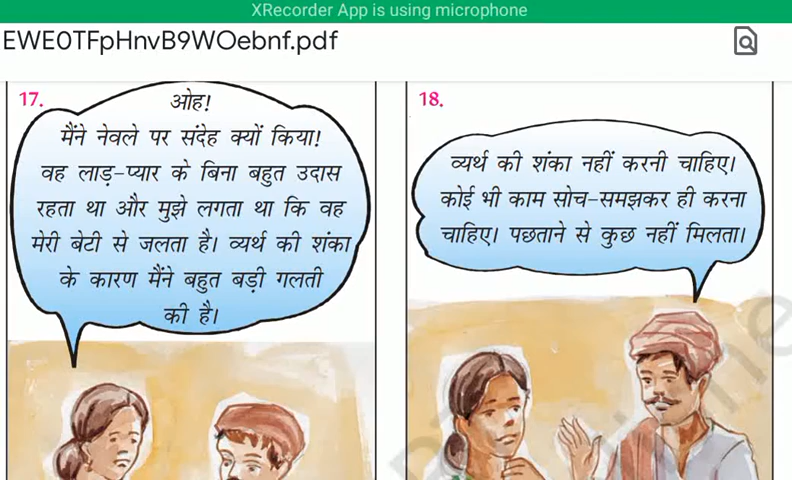 XRecorder App is using microphone
EWE0TFpHnvB9WOebnf.pdf
17.
ओह!
मैंने नेवले पर संदेह क्यों किया!
वह लाड़-प्यार के बिना बहुत उदास
रहता था और मुझे लगता था कि वह
मेरी बेटी से जलता है। व्यर्थ की शंका
के कारण मैंने बहुत बड़ी गलती
की है।
18.
व्यर्थ की शंका नहीं करनी चाहिए।
कोई भी काम सोच-समझकर ही करना
चाहिए। पछताने से कुछ नहीं मिलता।